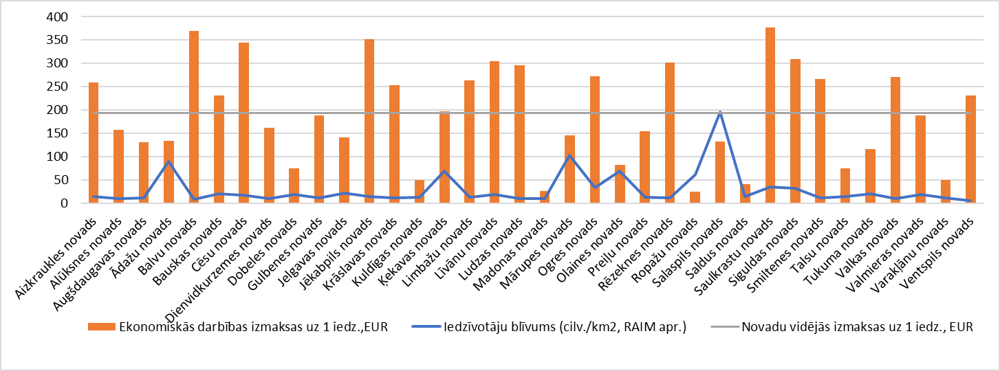 400
350
300
250
200
150
100
50
0
Aizkraukles novads
Alūksnes novads
Augšdaugavas novads
Ādažu novads
Balvu novads
Bauskas novads
Cēsu novads
Dienvidkurzemes novads
Dobeles novads
Gulbenes novads
Jelgavas novads
Jēkabpils novads
Krāslavas novads
Kuldīgas novads
Ķekavas novads
Limbažu novads
Līvānu novads
Ludzas novads
Madonas novads
Mārupes novads
Ogres novads
Olaines novads
Preiļu novads
Rēzeknes novads
Ropažu novads
Salaspils novads
Saldus novads
Saulkrastu novads
Siguldas novads
Smiltenes novads
Talsu novads
Tukuma novads
Valkas novads
Valmieras novads
Varakļānu novads
Ventspils novads
Ekonomiskās darbības izmaksas uz 1 iedz.,EUR
Iedzīvotāju blīvums (cilv./km2, RAIM apr.)
Novadu vidējās izmaksas uz 1 iedz., EUR